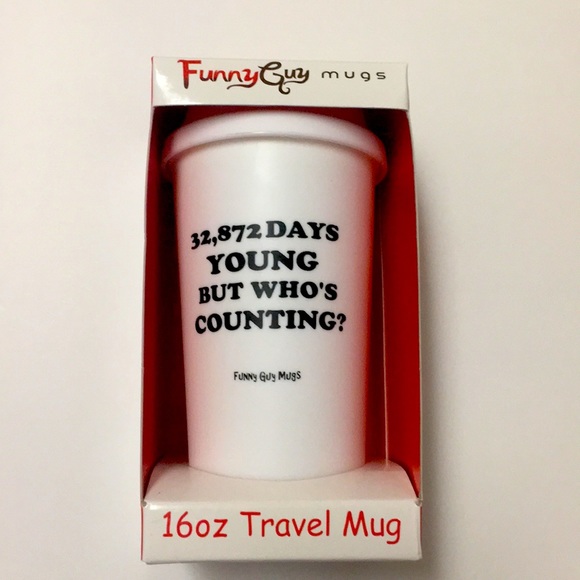 FunnyGuy mugs
32,872 DAYS
YOUNG
BUT WHO'S
COUNTING?
Funny Guy Mugs
16oz Travel Mug